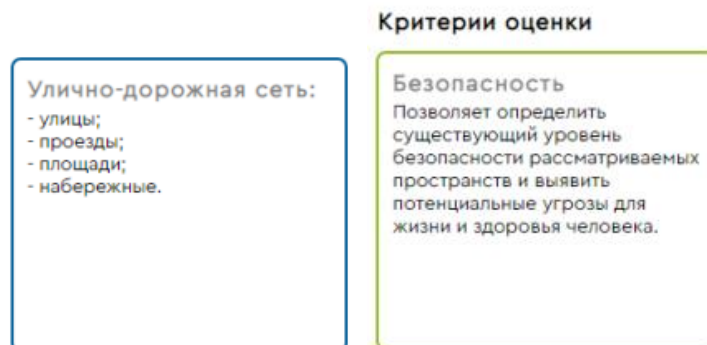 Критерии оценки
Улично-дорожная сеть:
- улицы;
- проезды;
- площади;
- набережные.
Безопасность
Позволяет определить
существующий уровень
безопасности рассматриваемых
пространств и выявить
потенциальные угрозы для
жизни и здоровья человека.